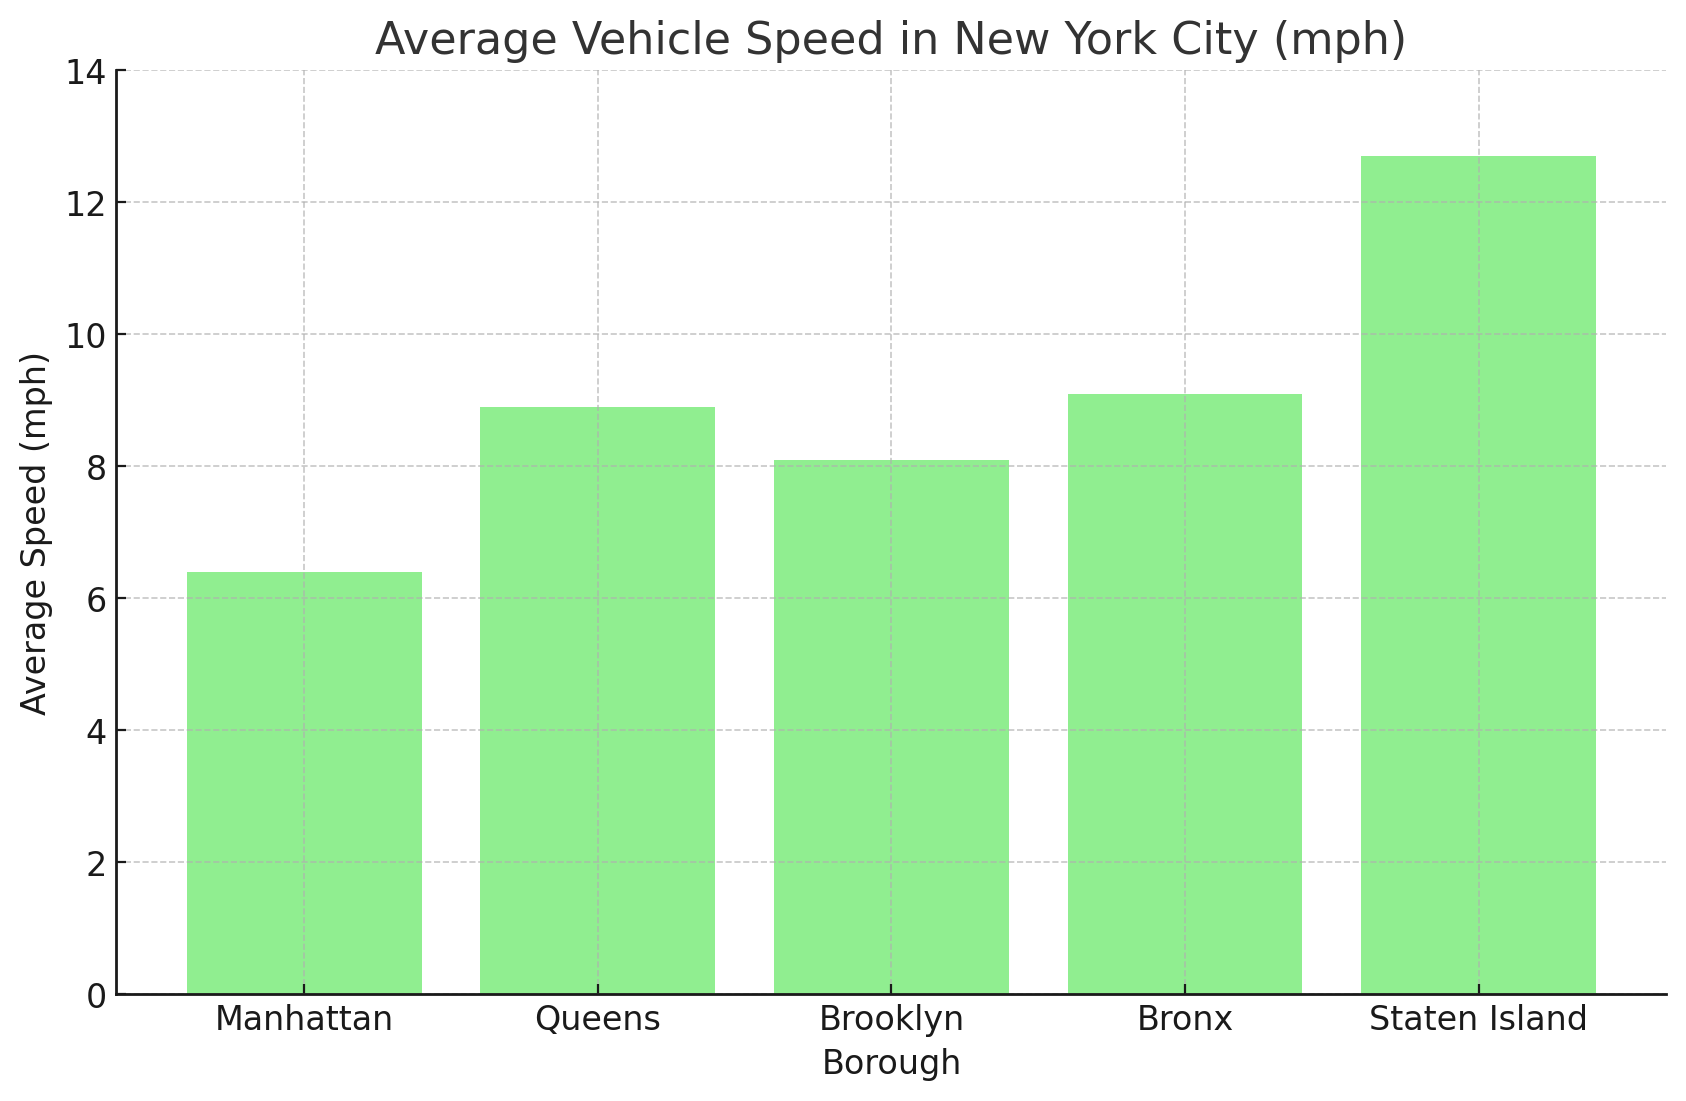 Average Vehicle Speed in New York City (mph)
14
12
10
8
6
4
2
0
Average Speed (mph)
Manhattan Queens Brooklyn Bronx Staten Island
Borough